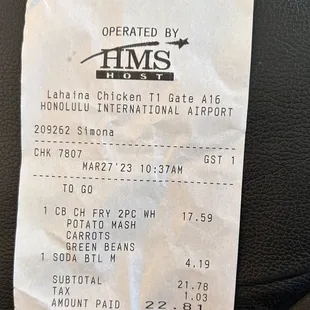 OPERATED BY
HMS
HOST
Lahaina Chicken T1 Gate A16
HONOLULU INTERNATIONAL AIRPORT
209262 Simona
CHK 7807 GST 1
MAR27'23 10:37AM
TO GO
1 CB CH FRY 2PC WH 17.59
POTATO MASH
CARROTS
GREEN BEANS
1 SODA BTL M 4.19
SUBTOTAL 21.78
TAX 1.03
AMOUNT PAID 22.81